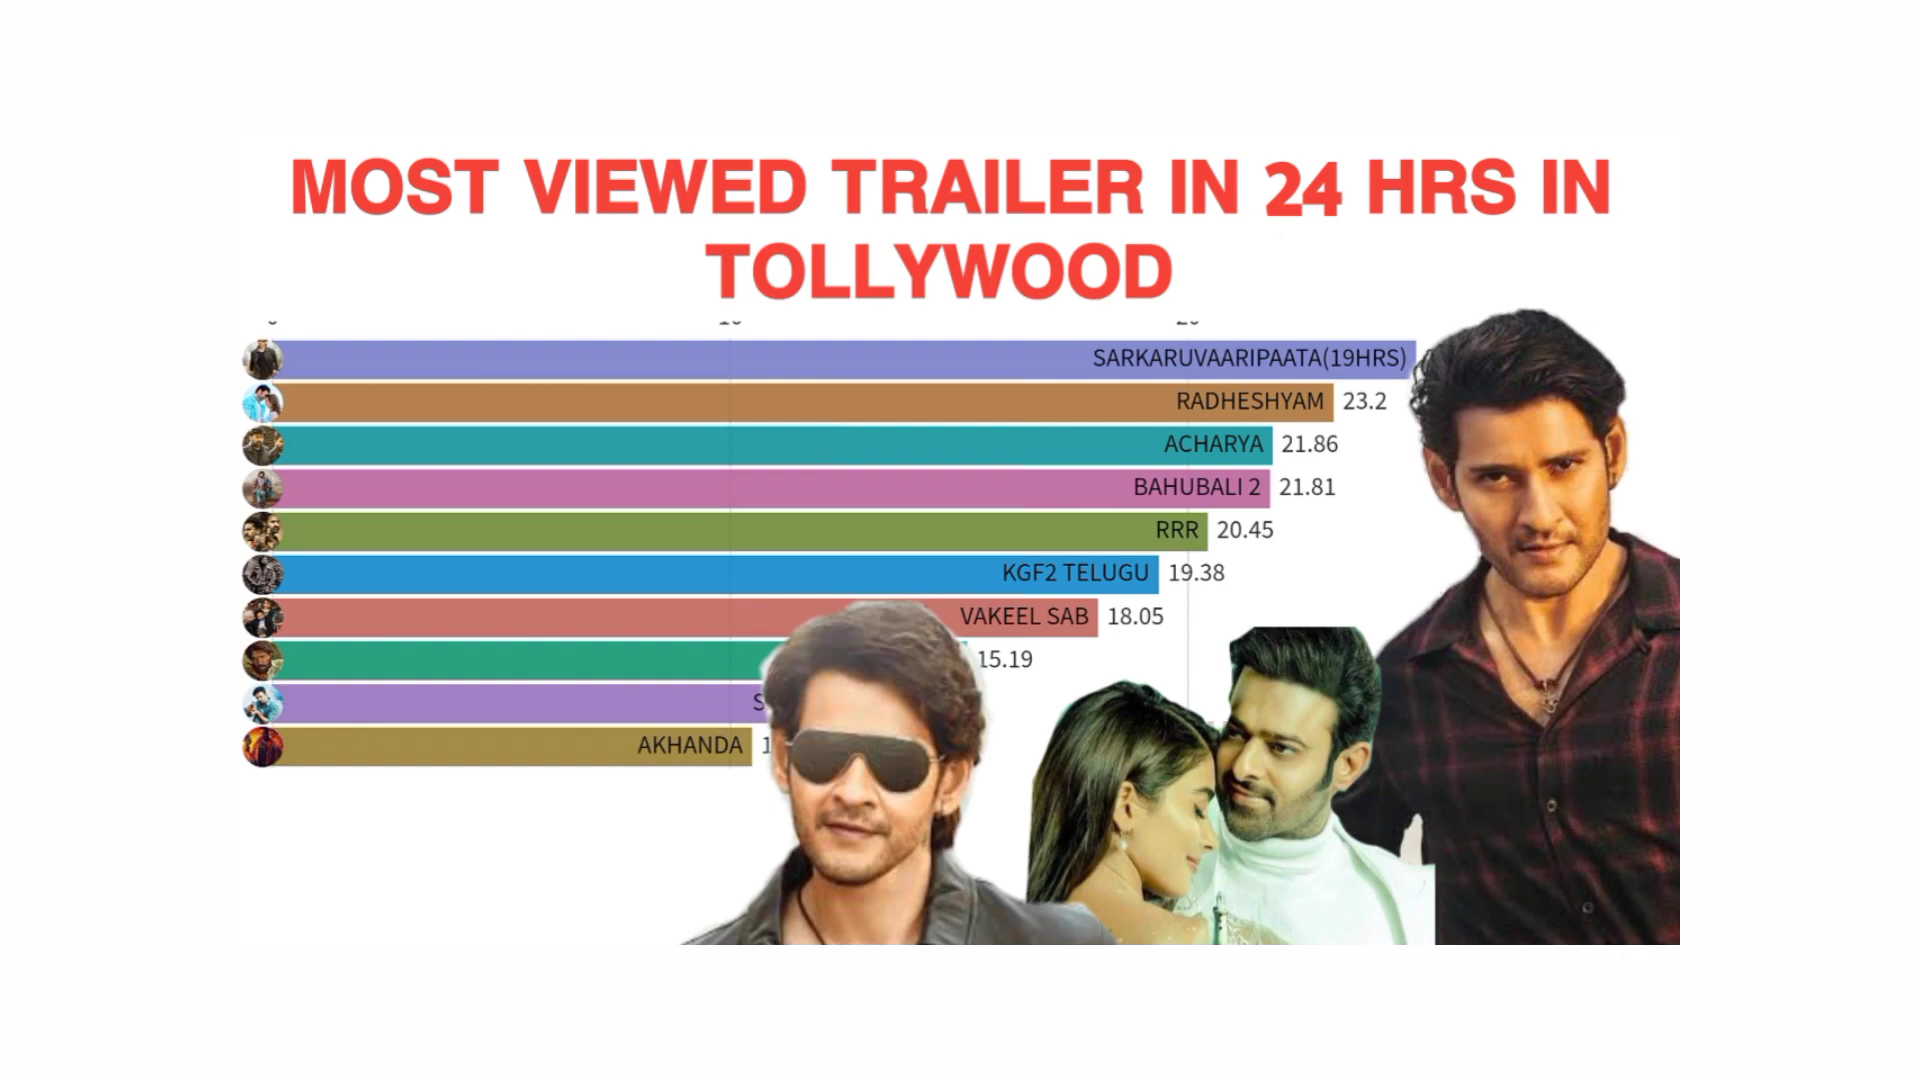 MOST VIEWED TRAILER IN 24 HRS IN
TOLLYWOOD
SARKARUVAARIPAATA(19HRS)
RADHESHYAM 23.2
ACHARYA 21.86
BAHUBALI 2 21.81
RRR 20.45
KGF2 TELUGU 19.38
VAKEEL SAB 18.05
15.19
AKHANDA